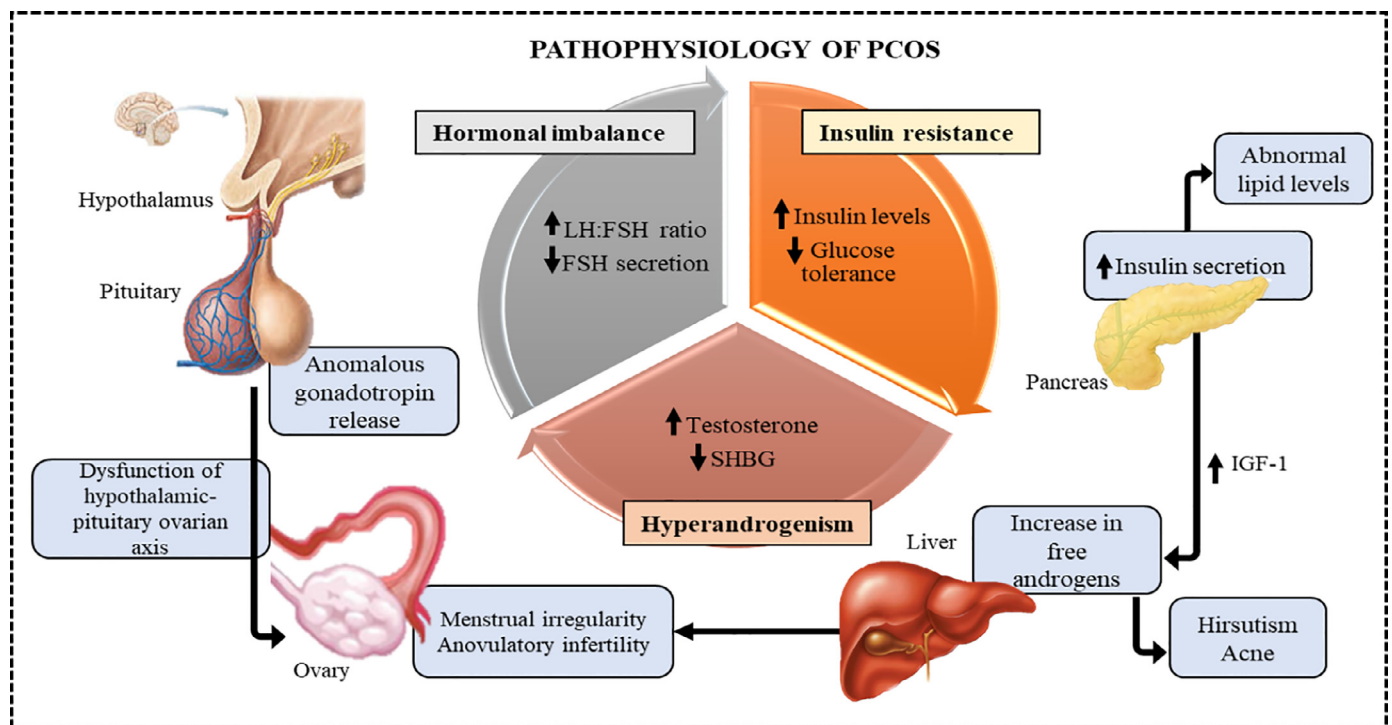 PATHOPHYSIOLOGY OF PCOS
Hormonal imbalance
↑ LH:FSH ratio
↓ FSH secretion
Insulin resistance
↑ Insulin levels
↓ Glucose
tolerance
↑ Testosterone
↓ SHBG
Hyperandrogenism
Hypothalamus
Pituitary
Anomalous
gonadotropin
release
Dysfunction of
hypothalamic-
pituitary ovarian
axis
Ovary
Menstrual irregularity
Anovulatory infertility
Abnormal
lipid levels
↑ Insulin secretion
Pancreas
↑ IGF-1
Liver
Increase in
free
androgens
Hirsutism
Acne